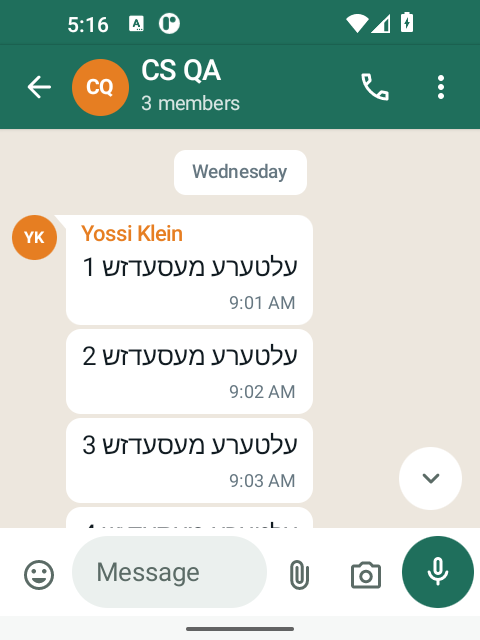 5:16
CQ
CS QA
3 members
Wednesday
YK
Yossi Klein
עלטערע מעסעדזש 1
9:01 AM
עלטערע מעסעדזש 2
9:02 AM
עלטערע מעסעדזש 3
9:03 AM
Message